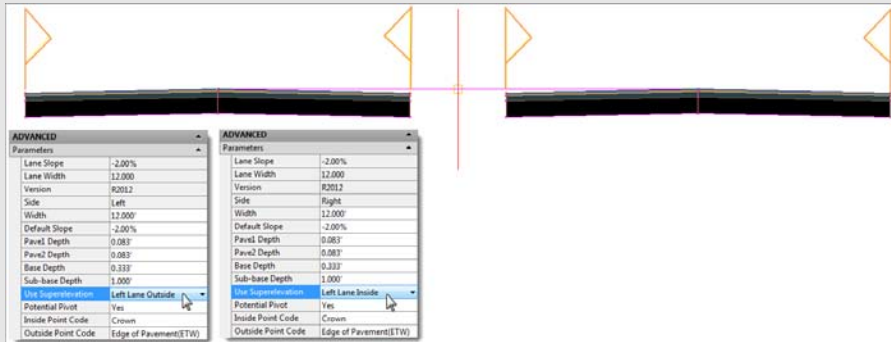 ADVANCED
Parameters
Lane Slope -2.00%
Lane Width 12.000
Version R2012
Side Left
Width 12.000'
Default Slope -2.00%
Pave1 Depth 0.083'
Pave2 Depth 0.083'
Base Depth 0.333'
Sub-base Depth 1.000'
Use Superelevation Left Lane Outside
Potential Pivot Yes
Inside Point Code Crown
Outside Point Code Edge of Pavement(ETW)
ADVANCED
Parameters
Lane Slope -2.00%
Lane Width 12.000
Version R2012
Side Right
Width 12.000'
Default Slope -2.00%
Pave1 Depth 0.083'
Pave2 Depth 0.083'
Base Depth 0.333'
Sub-base Depth 1.000'
Use Superelevation Left Lane Inside
Potential Pivot Yes
Inside Point Code Crown
Outside Point Code Edge of Pavement(ETW)